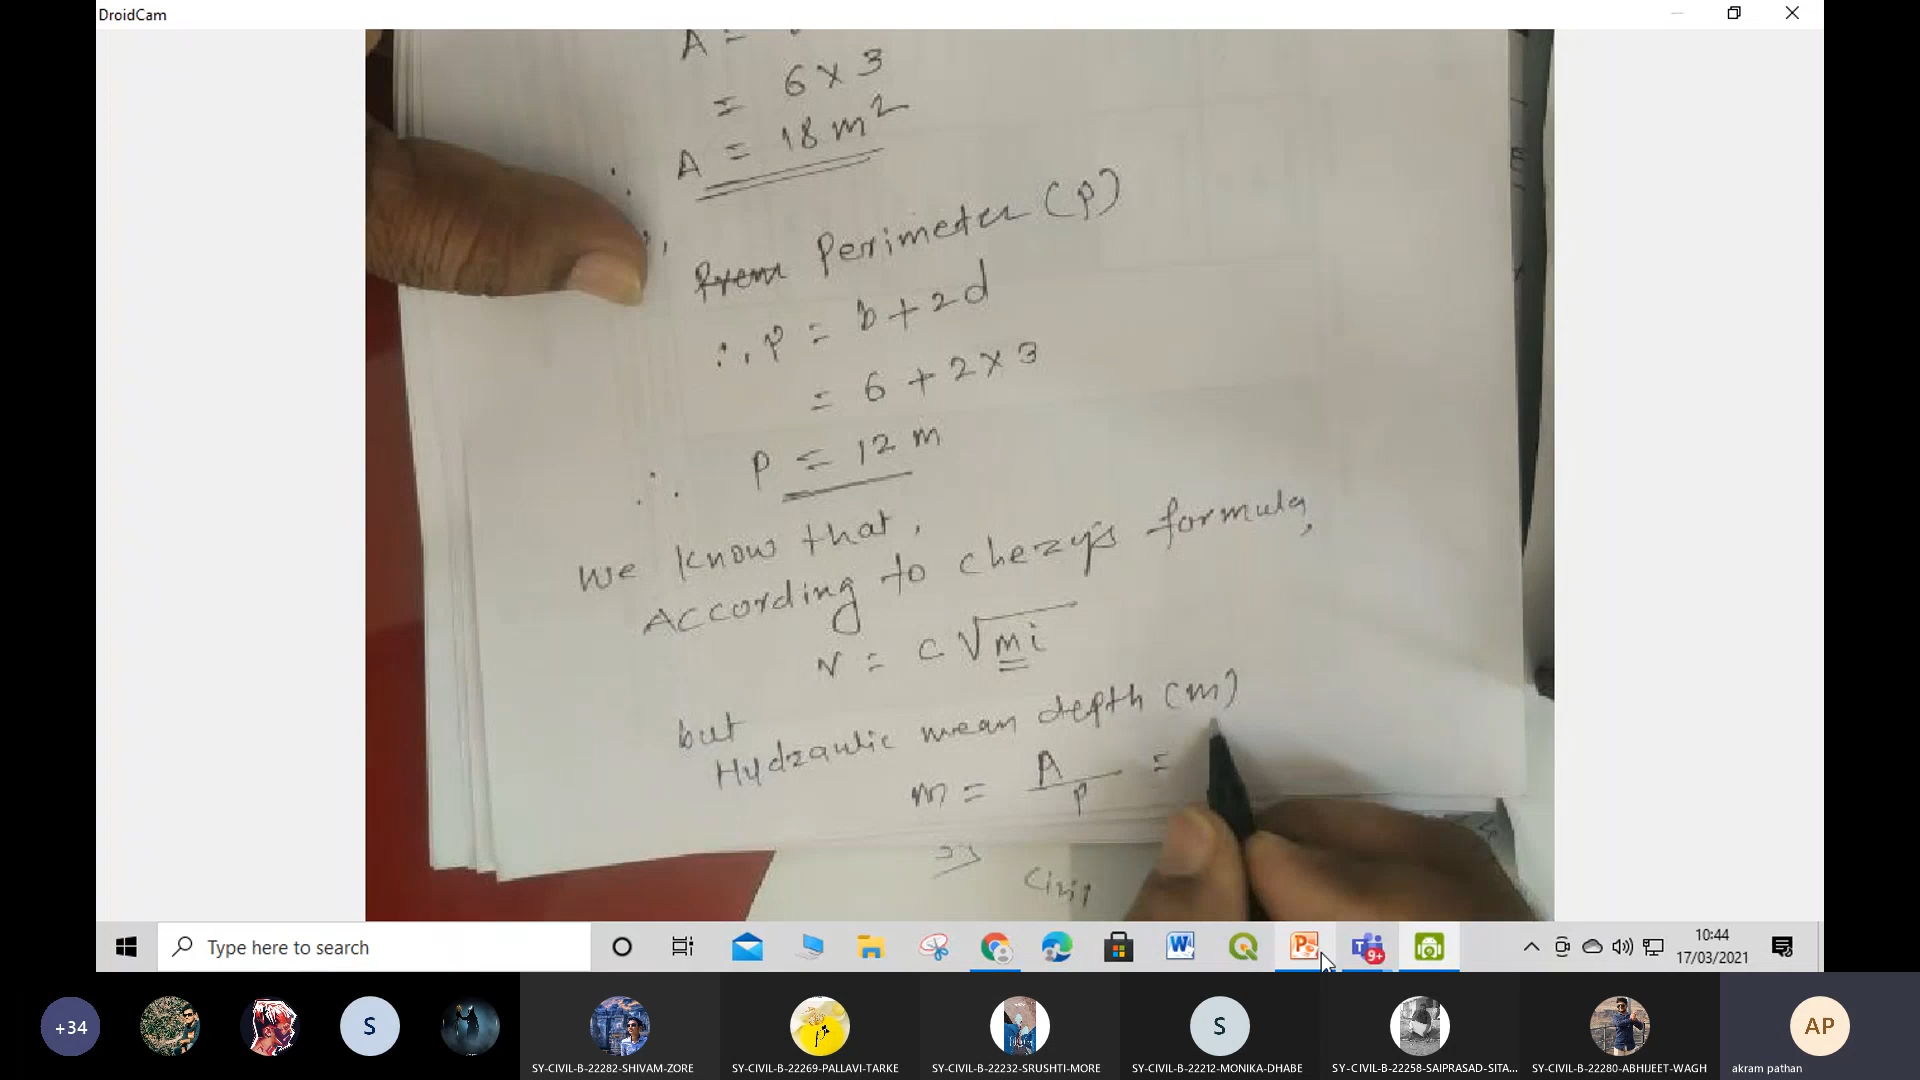 DroidCam
A =
= 6 x 3
∴ A = 18 m²
Perimeter (p)
∴ p = b + 2d
= 6 + 2 x 3
∴ p = 12 m
We know that,
According to chezy's formula,
v = c √mi
but
Hydraulic mean depth (m)
m = A/p =
Civil
Type here to search
10:44
17/03/2021
9+
+34
S
S
AP
SY-CIVIL-B-22282-SHIVAM-ZORE
SY-CIVIL-B-22269-PALLAVI-TARKE
SY-CIVIL-B-22232-SRUSHTI-MORE
SY-CIVIL-B-22212-MONIKA-DHABE
SY-CIVIL-B-22258-SAIPRASAD-SITA...
SY-CIVIL-B-22280-ABHIJEET-WAGH
akram pathan